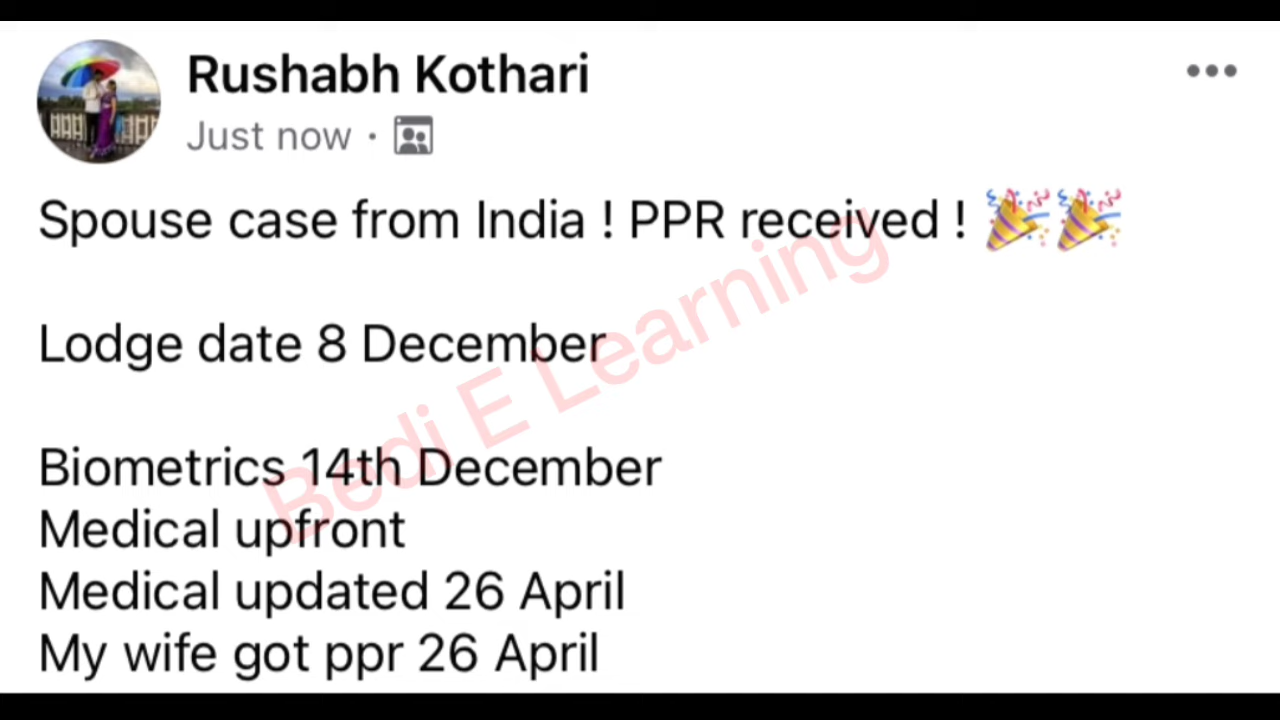 Rushabh Kothari
Just now ·
Spouse case from India ! PPR received ! 🎉🎉
Lodge date 8 December
Biometrics 14th December
Medical upfront
Medical updated 26 April
My wife got ppr 26 April
Bedi E Learning